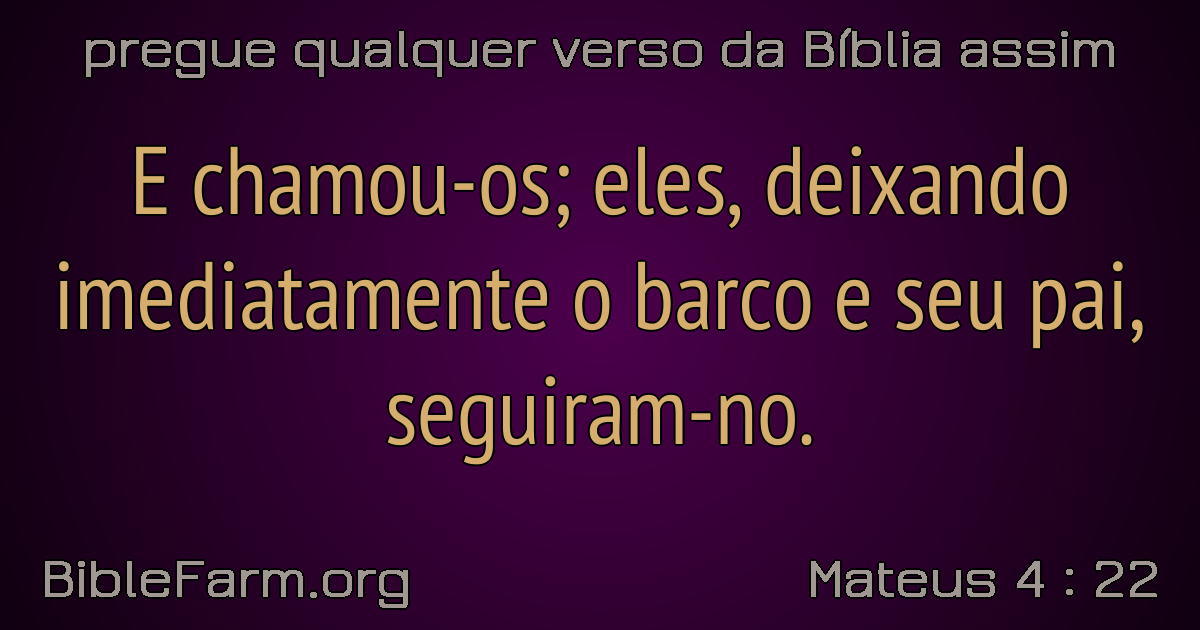 pregue qualquer verso da Bíblia assim
E chamou-os; eles, deixando
imediatamente o barco e seu pai,
seguiram-no.
BibleFarm.org
Mateus 4 : 22